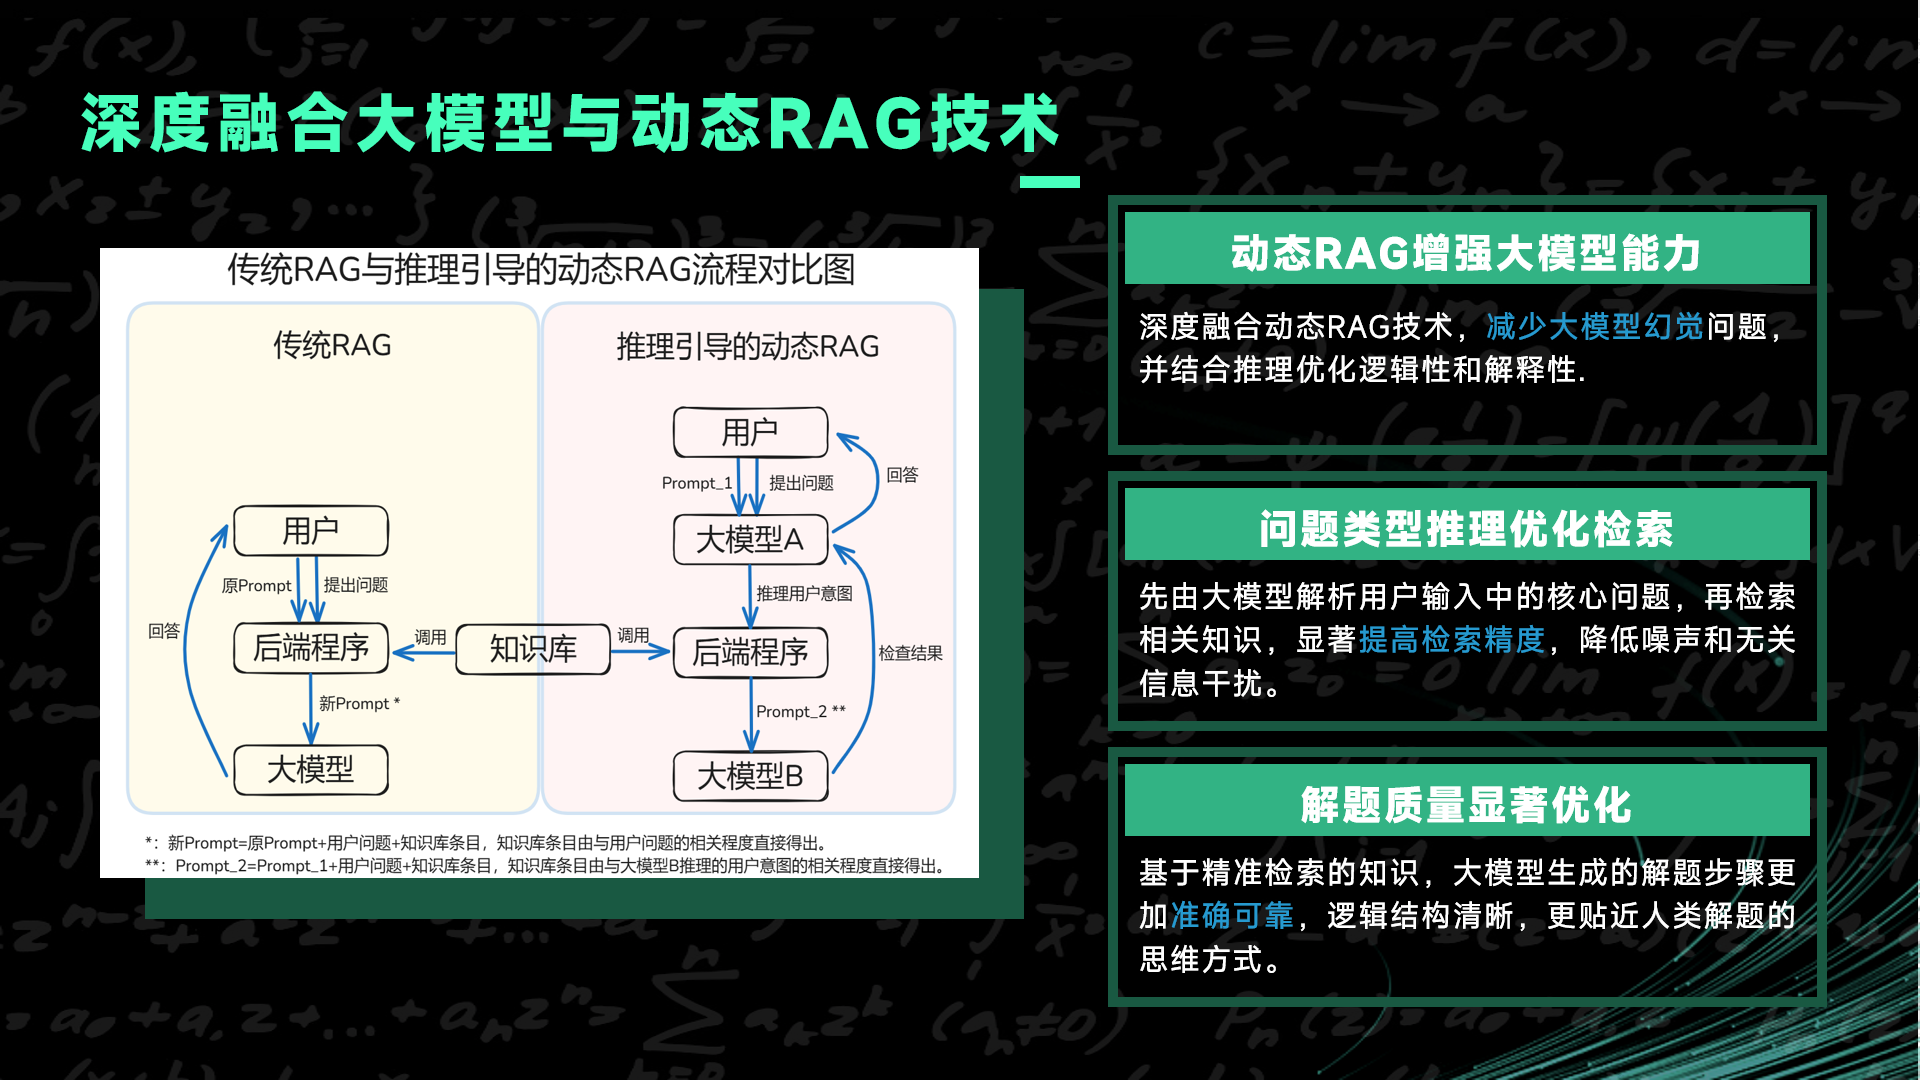 深度融合大模型与动态RAG技术
传统RAG与推理引导的动态RAG流程对比图
传统RAG
用户
原Prompt
提出问题
回答
后端程序
调用
知识库
新Prompt *
大模型
推理引导的动态RAG
用户
Prompt_1
提出问题
回答
大模型A
推理用户意图
调用
后端程序
检查结果
Prompt_2 **
大模型B
*：新Prompt=原Prompt+用户问题+知识库条目，知识库条目由与用户问题的相关程度直接得出。
**：Prompt_2=Prompt_1+用户问题+知识库条目，知识库条目由与大模型B推理的用户意图的相关程度直接得出。
动态RAG增强大模型能力
深度融合动态RAG技术，减少大模型幻觉问题，
并结合推理优化逻辑性和解释性.
问题类型推理优化检索
先由大模型解析用户输入中的核心问题，再检索
相关知识，显著提高检索精度，降低噪声和无关
信息干扰。
解题质量显著优化
基于精准检索的知识，大模型生成的解题步骤更
加准确可靠，逻辑结构清晰，更贴近人类解题的
思维方式。